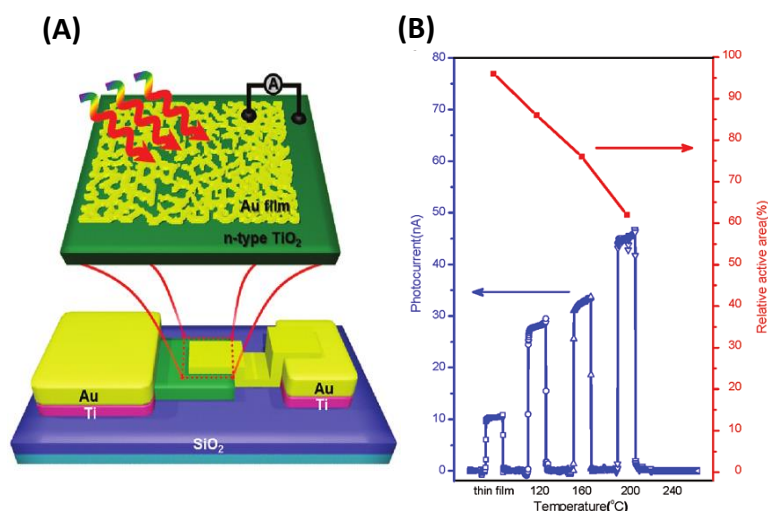 (A)
A
Au film
n-type TiO₂
Au
Ti
Au
Ti
SiO₂
(B)
80
70
60
50
40
30
20
10
0
Photocurrent(nA)
100
90
80
70
60
50
40
30
20
10
0
Relative active area(%)
thin film 120 160 200 240
Temperature(°C)